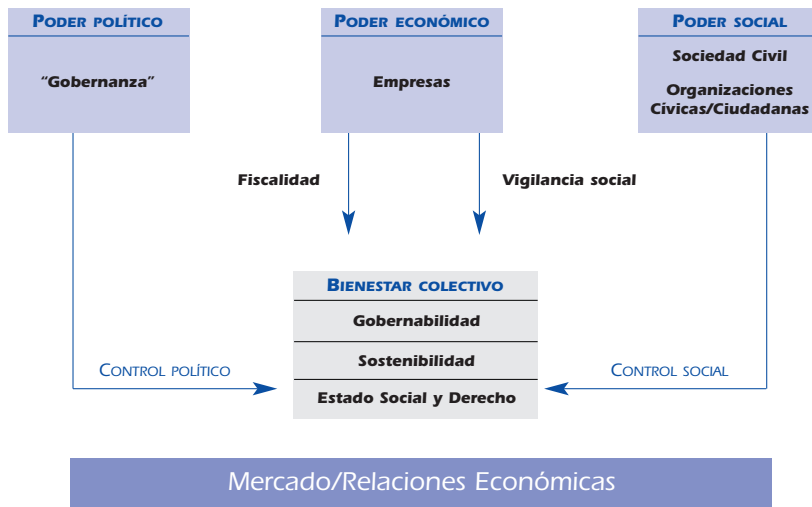 PODER POLÍTICO
“Gobernanza”
PODER ECONÓMICO
Empresas
PODER SOCIAL
Sociedad Civil
Organizaciones
Cívicas/Ciudadanas
Fiscalidad
Vigilancia social
BIENESTAR COLECTIVO
Gobernabilidad
Sostenibilidad
Estado Social y Derecho
CONTROL POLÍTICO
CONTROL SOCIAL
Mercado/Relaciones Económicas